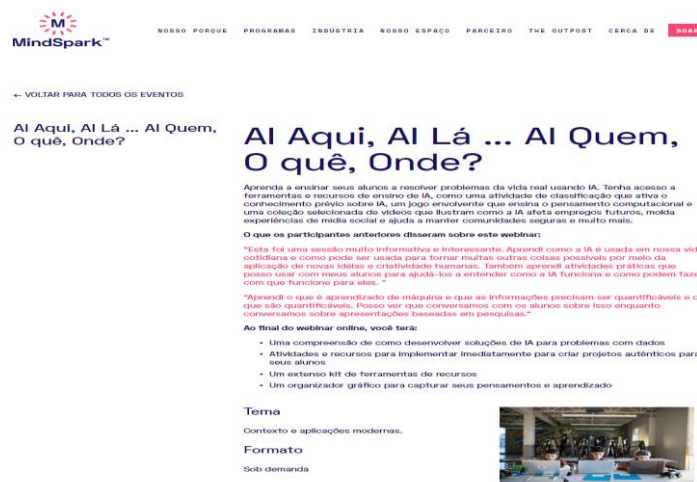 M
MindSpark™
NOSSO PORQUE PROGRAMAS INDÚSTRIA NOSSO ESPAÇO PARCEIRO THE OUTPOST CERCA DE
← VOLTAR PARA TODOS OS EVENTOS
AI Aqui, AI Lá ... AI Quem,
O quê, Onde?
AI Aqui, AI Lá ... AI Quem,
O quê, Onde?
Aprenda a ensinar seus alunos a resolver problemas da vida real usando IA. Tenha acesso a
ferramentas e recursos de ensino de IA, como uma atividade de classificação que ativa o
conhecimento prévio sobre IA, um jogo envolvente que ensina o pensamento computacional e
uma coleção selecionada de vídeos que ilustram como a IA afeta empregos futuros, molda
experiências de mídia social e ajuda a manter comunidades seguras e muito mais.
O que os participantes anteriores disseram sobre este webinar:
"Esta foi uma sessão muito informativa e interessante. Aprendi como a IA é usada em nossa vid
cotidiana e como pode ser usada para tornar muitas outras coisas possíveis por meio da
aplicação de novas idéias e criatividade humanas. Também aprendi atividades práticas que
posso usar com meus alunos para ajudá-los a entender como a IA funciona e como podem faze
com que funcione para eles. "
"Aprendi o que é aprendizado de máquina e que as informações precisam ser quantificáveis e o
que são quantificáveis. Posso ver que conversamos com os alunos sobre isso enquanto
conversamos sobre apresentações baseadas em pesquisas."
Ao final do webinar online, você terá:
• Uma compreensão de como desenvolver soluções de IA para problemas com dados
• Atividades e recursos para implementar imediatamente para criar projetos autênticos para
seus alunos
• Um extenso kit de ferramentas de recursos
• Um organizador gráfico para capturar seus pensamentos e aprendizado
Tema
Contexto e aplicações modernas.
Formato
Sob demanda